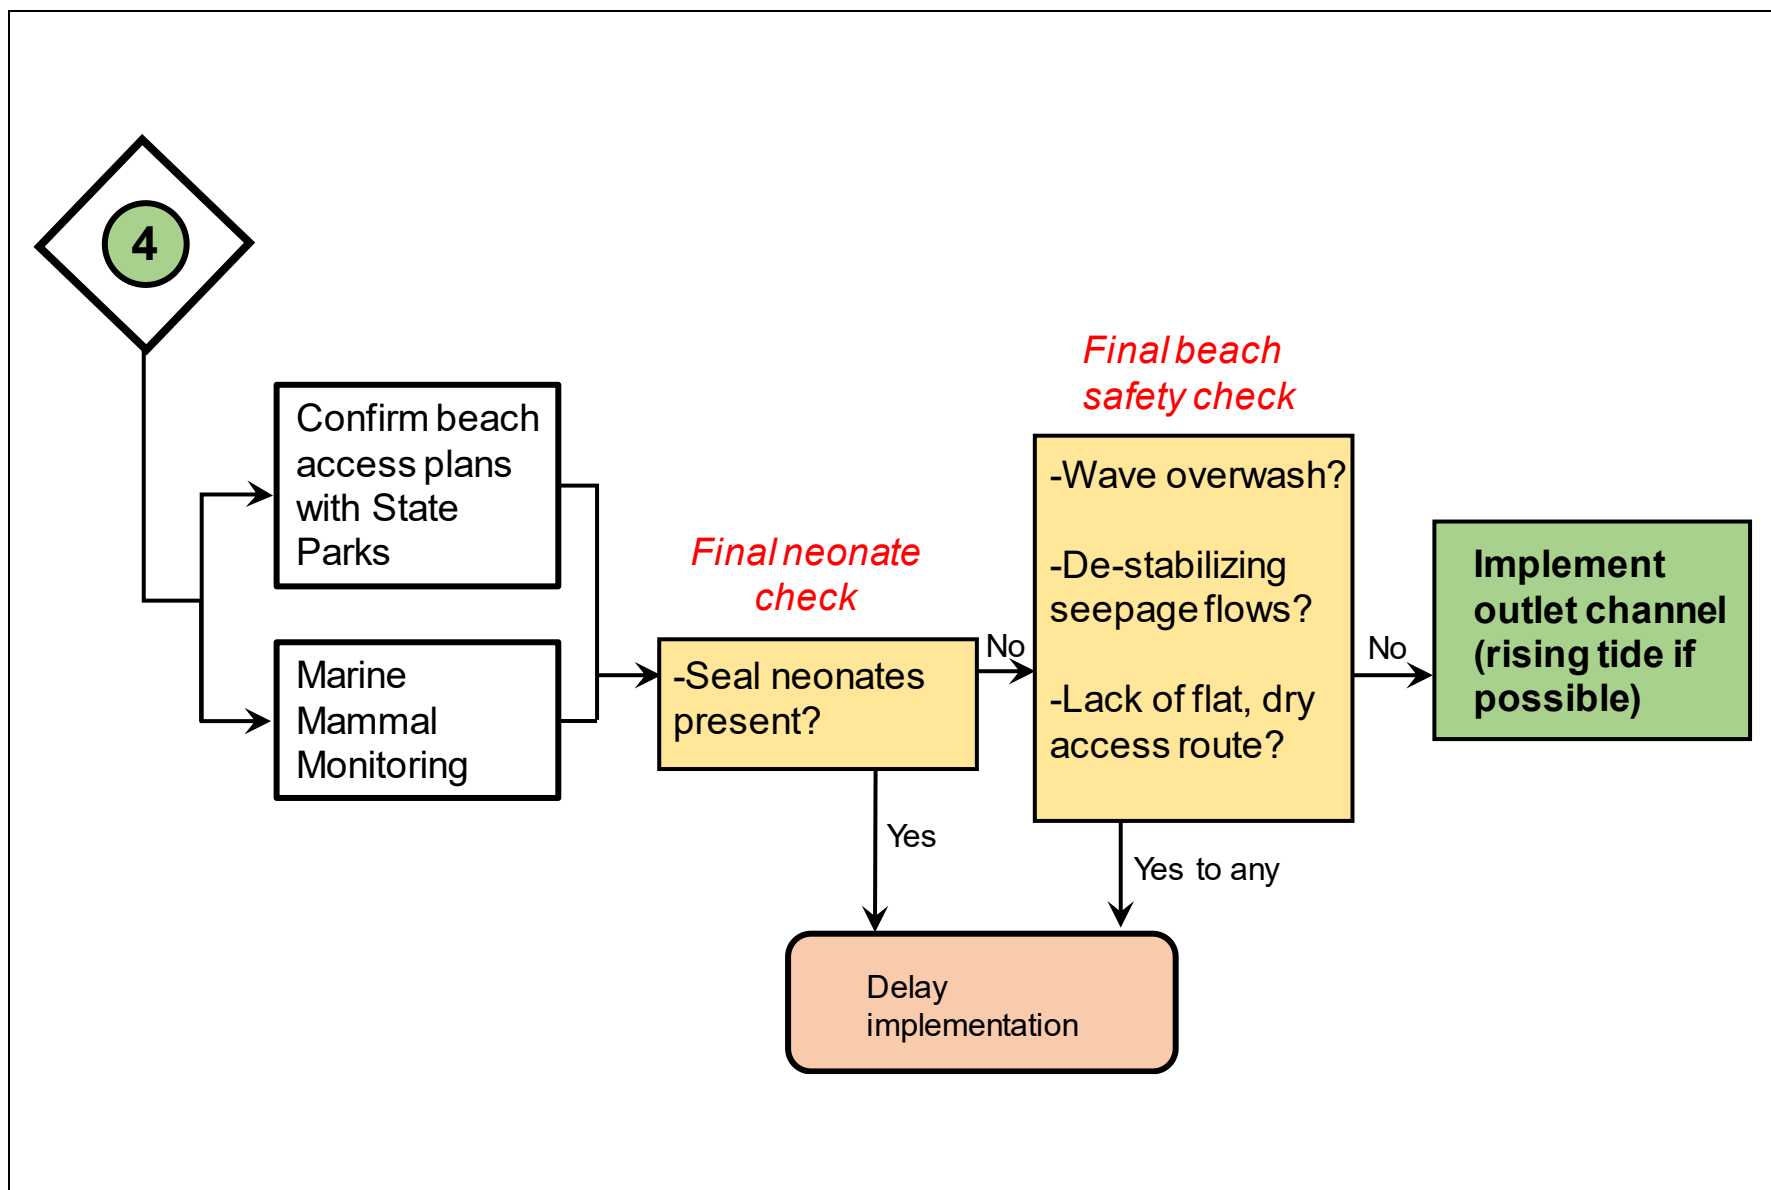 4
Confirm beach
access plans
with State
Parks
Marine
Mammal
Monitoring
Final neonate
check
-Seal neonates
present?
No
Yes
Final beach
safety check
-Wave overwash?
-De-stabilizing
seepage flows?
-Lack of flat, dry
access route?
No
Yes to any
Implement
outlet channel
(rising tide if
possible)
Delay
implementation